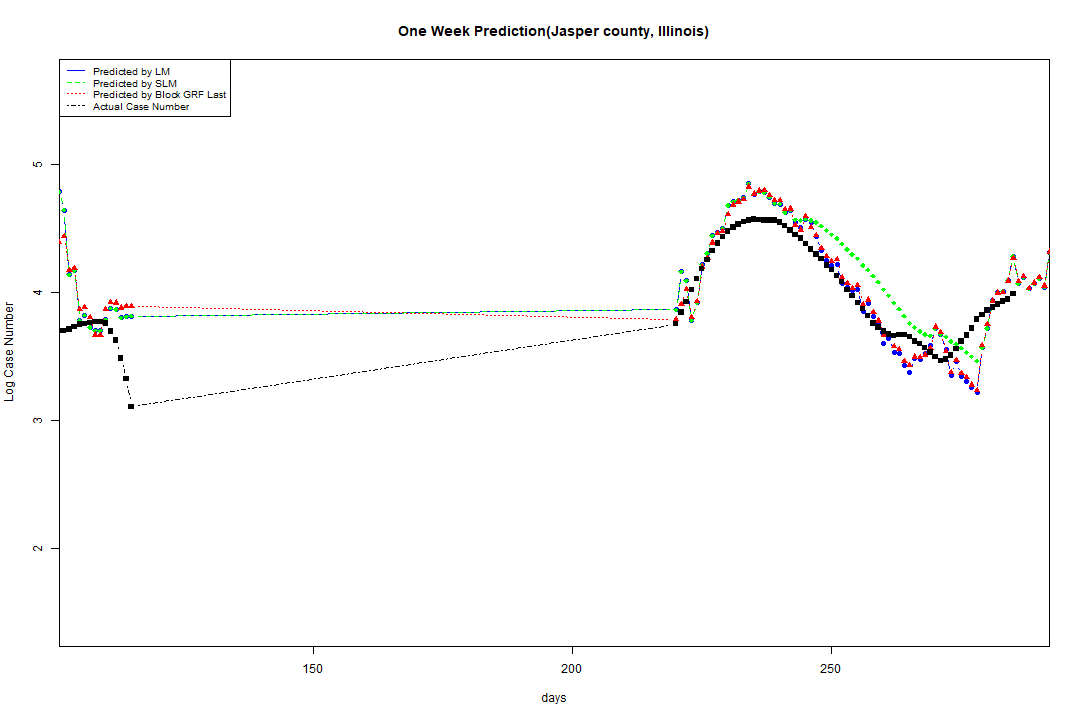 One Week Prediction(Jasper county, Illinois)
Predicted by LM
Predicted by SLM
Predicted by Block GRF Last
Actual Case Number
5
4
3
2
Log Case Number
150 200 250
days